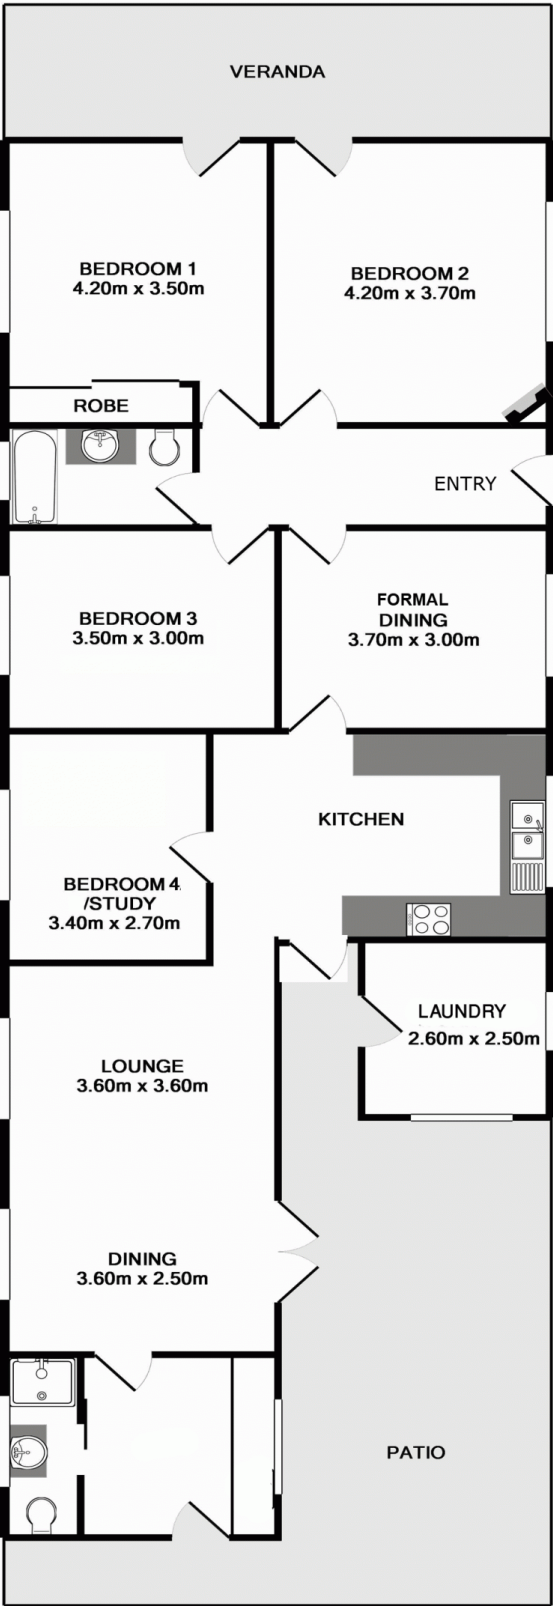 VERANDA
BEDROOM 1
4.20m x 3.50m
BEDROOM 2
4.20m x 3.70m
ROBE
ENTRY
BEDROOM 3
3.50m x 3.00m
FORMAL
DINING
3.70m x 3.00m
KITCHEN
BEDROOM 4
/STUDY
3.40m x 2.70m
LAUNDRY
2.60m x 2.50m
LOUNGE
3.60m x 3.60m
DINING
3.60m x 2.50m
PATIO